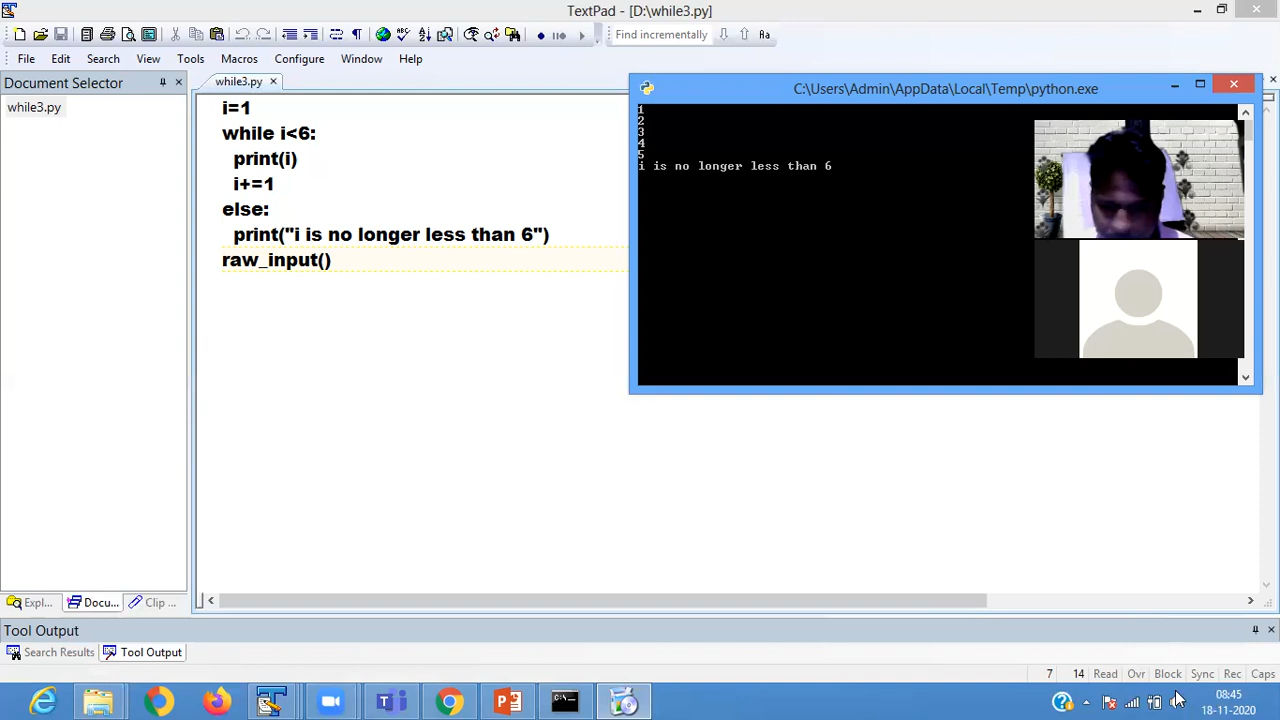 TextPad - [D:\while3.py]
Find incrementally
File Edit Search View Tools Macros Configure Window Help
Document Selector
while3.py
while3.py
i=1
while i<6:
print(i)
i+=1
else:
print("i is no longer less than 6")
raw_input()
C:\Users\Admin\AppData\Local\Temp\python.exe
1
2
3
4
5
i is no longer less than 6
Expl... Docu... Clip ...
Tool Output
Search Results Tool Output
7 14 Read Ovr Block Sync Rec Caps
08:45
18-11-2020